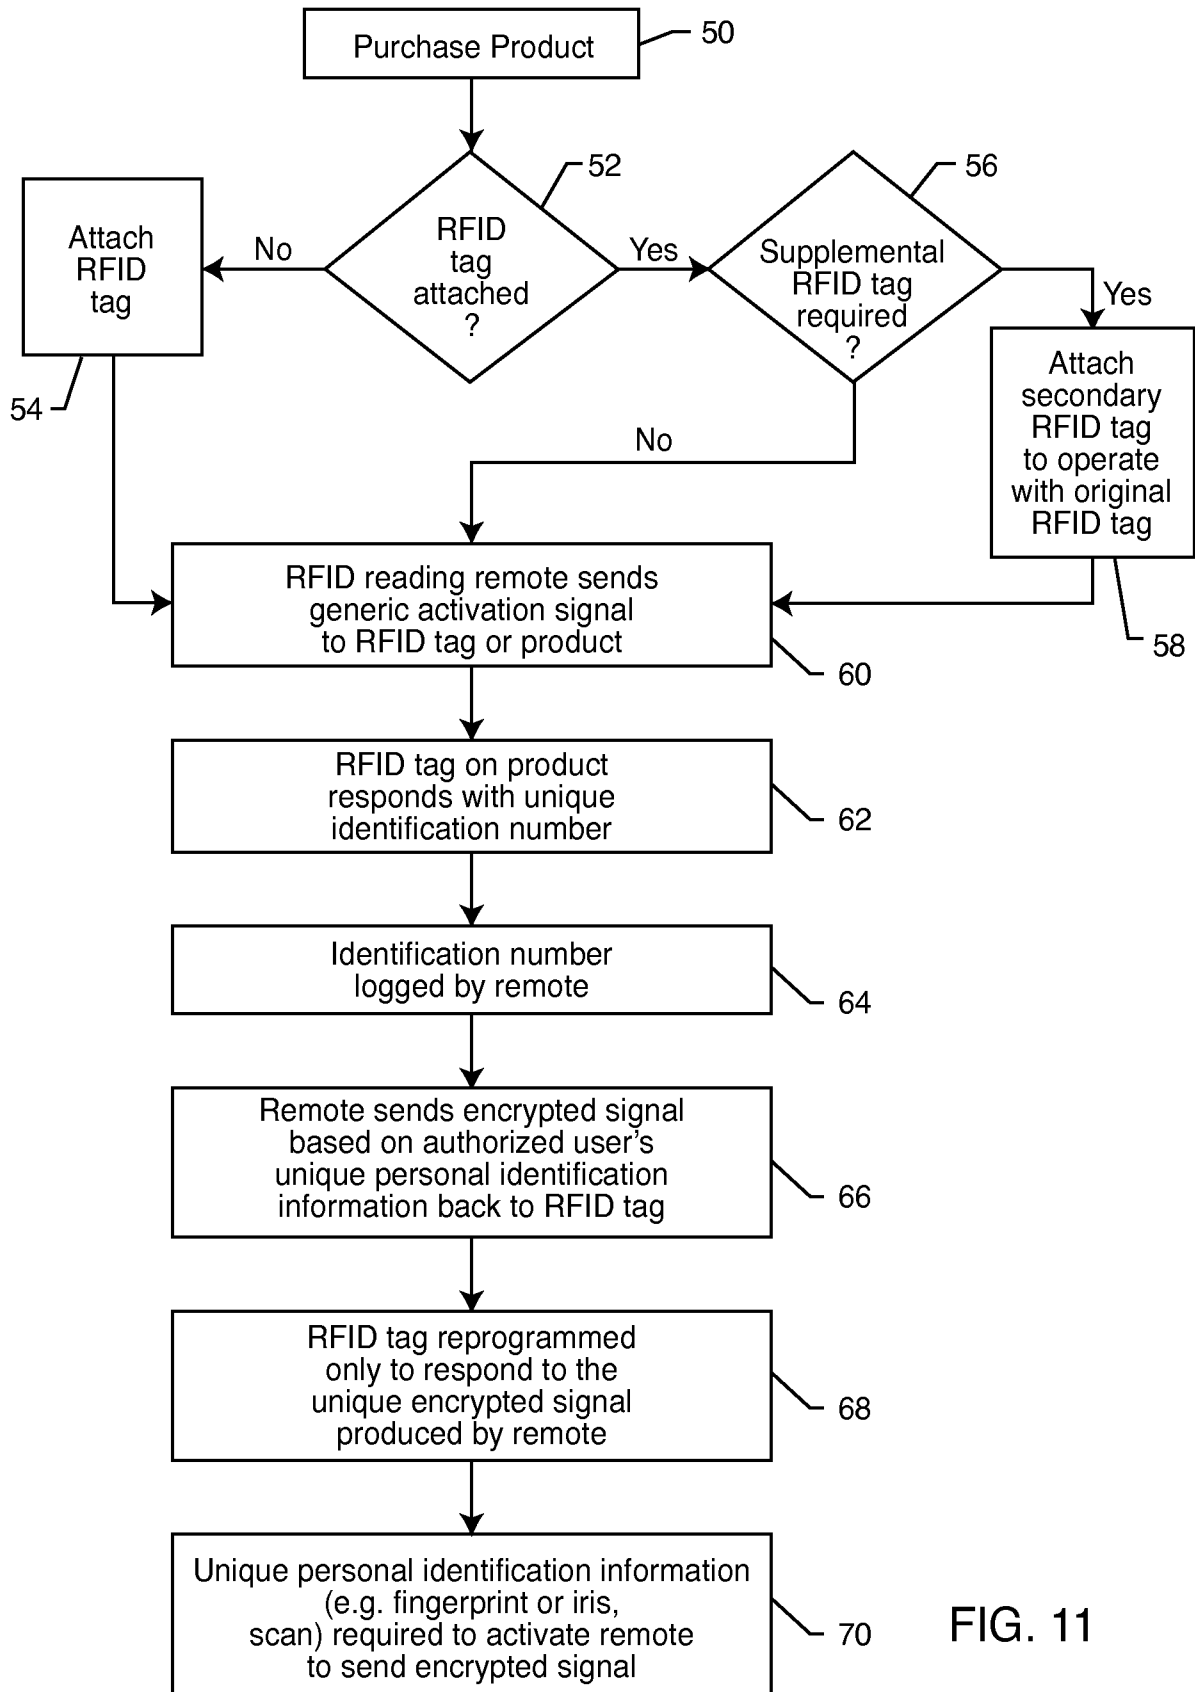 Purchase Product
50
RFID
tag
attached
?
52
No
Yes
Attach
RFID
tag
54
Supplemental
RFID tag
required
?
56
Yes
No
Attach
secondary
RFID tag
to operate
with original
RFID tag
58
RFID reading remote sends
generic activation signal
to RFID tag or product
60
RFID tag on product
responds with unique
identification number
62
Identification number
logged by remote
64
Remote sends encrypted signal
based on authorized user's
unique personal identification
information back to RFID tag
66
RFID tag reprogrammed
only to respond to the
unique encrypted signal
produced by remote
68
Unique personal identification information
(e.g. fingerprint or iris,
scan) required to activate remote
to send encrypted signal
70
FIG. 11